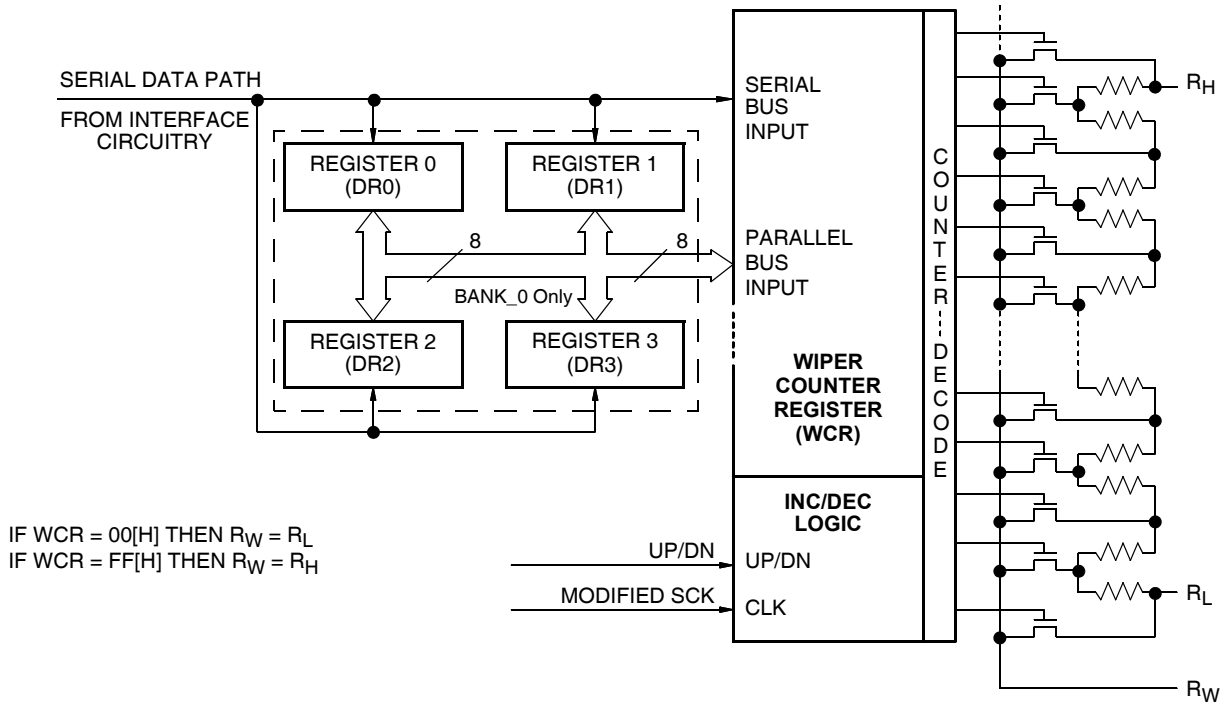 SERIAL DATA PATH
FROM INTERFACE
CIRCUITRY
REGISTER 0
(DR0)
REGISTER 1
(DR1)
8
8
BANK_0 Only
REGISTER 2
(DR2)
REGISTER 3
(DR3)
SERIAL
BUS
INPUT
PARALLEL
BUS
INPUT
WIPER
COUNTER
REGISTER
(WCR)
INC/DEC
LOGIC
UP/DN
UP/DN
MODIFIED SCK
CLK
COUNTER
DECODE
RH
RL
RW
IF WCR = 00[H] THEN RW = RL
IF WCR = FF[H] THEN RW = RH